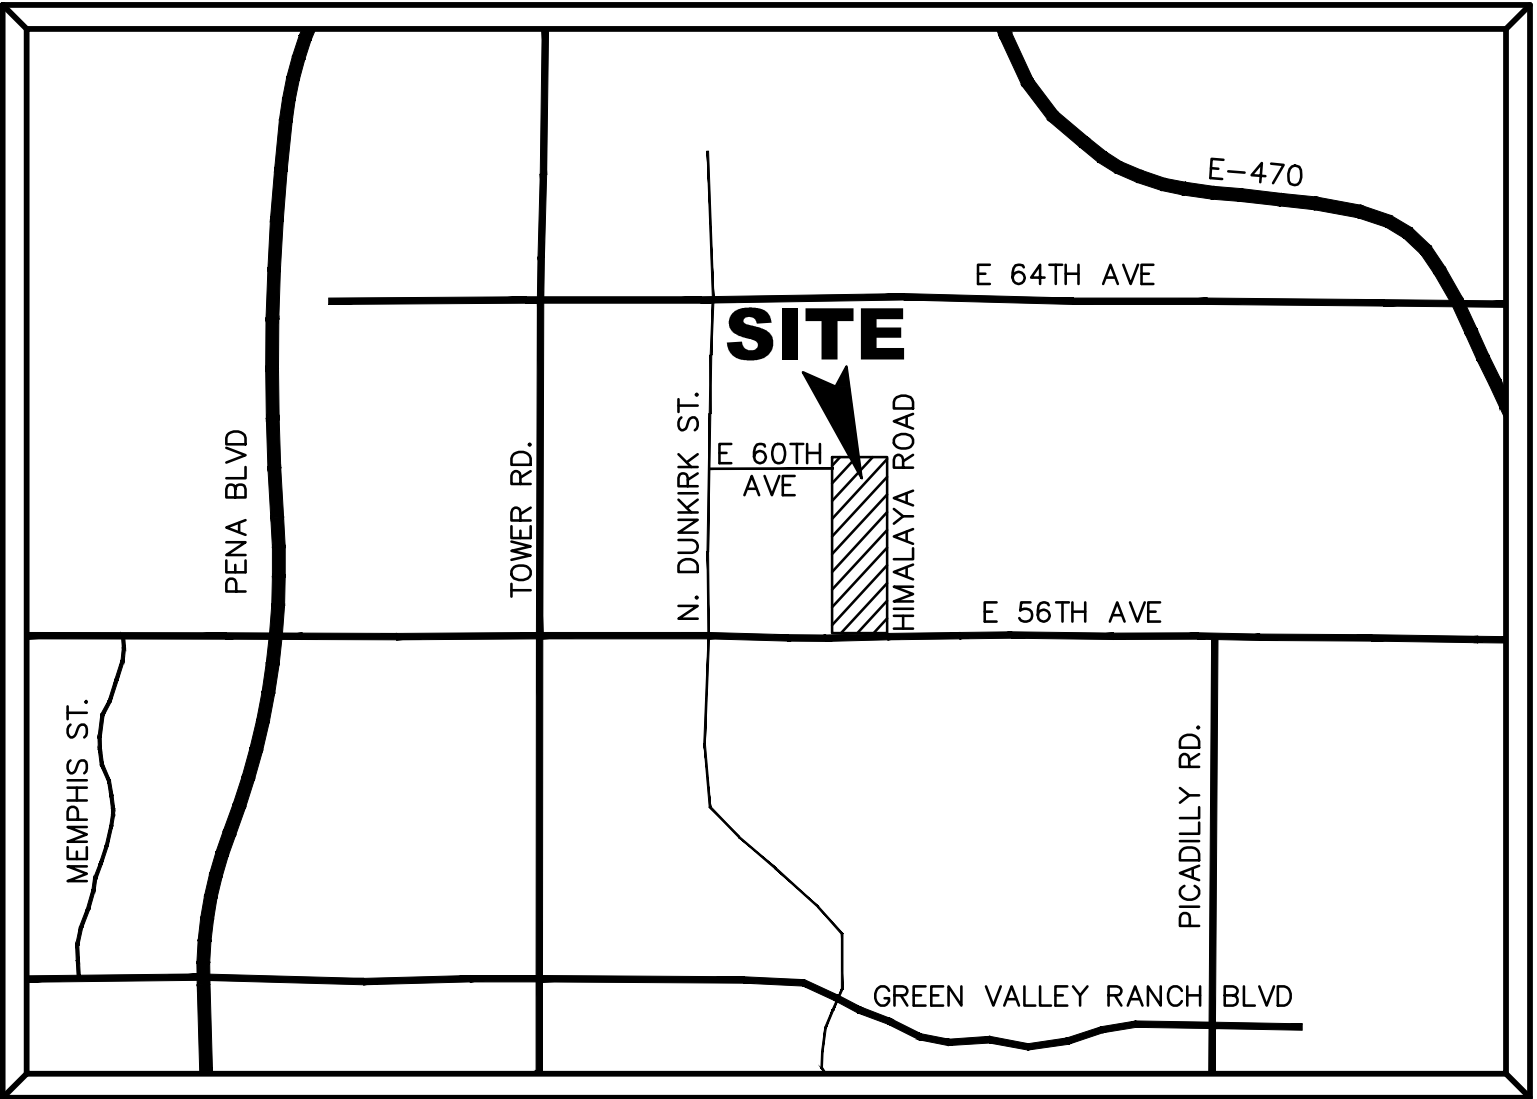 E-470
E 64TH AVE
SITE
PENA BLVD
TOWER RD.
N. DUNKIRK ST.
E 60TH
AVE
HIMALAYA ROAD
E 56TH AVE
MEMPHIS ST.
PICADILLY RD.
GREEN VALLEY RANCH BLVD